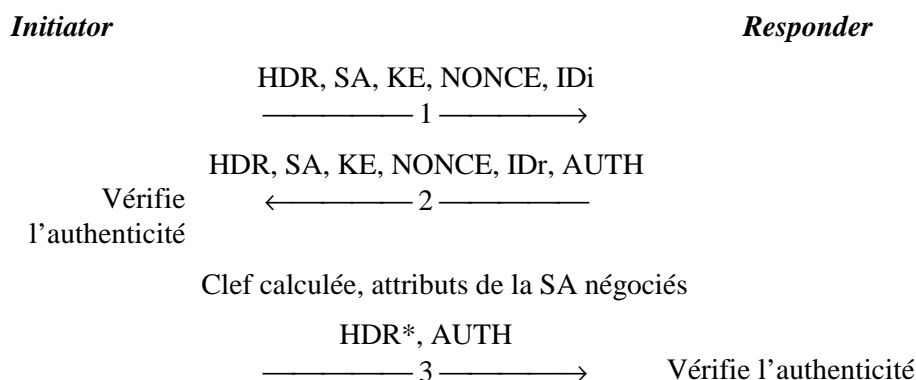 Initiator Responder
HDR, SA, KE, NONCE, IDi
1
HDR, SA, KE, NONCE, IDr, AUTH
Vérifie 2
l’authenticité
Clef calculée, attributs de la SA négociés
HDR*, AUTH
3 Vérifie l’authenticité